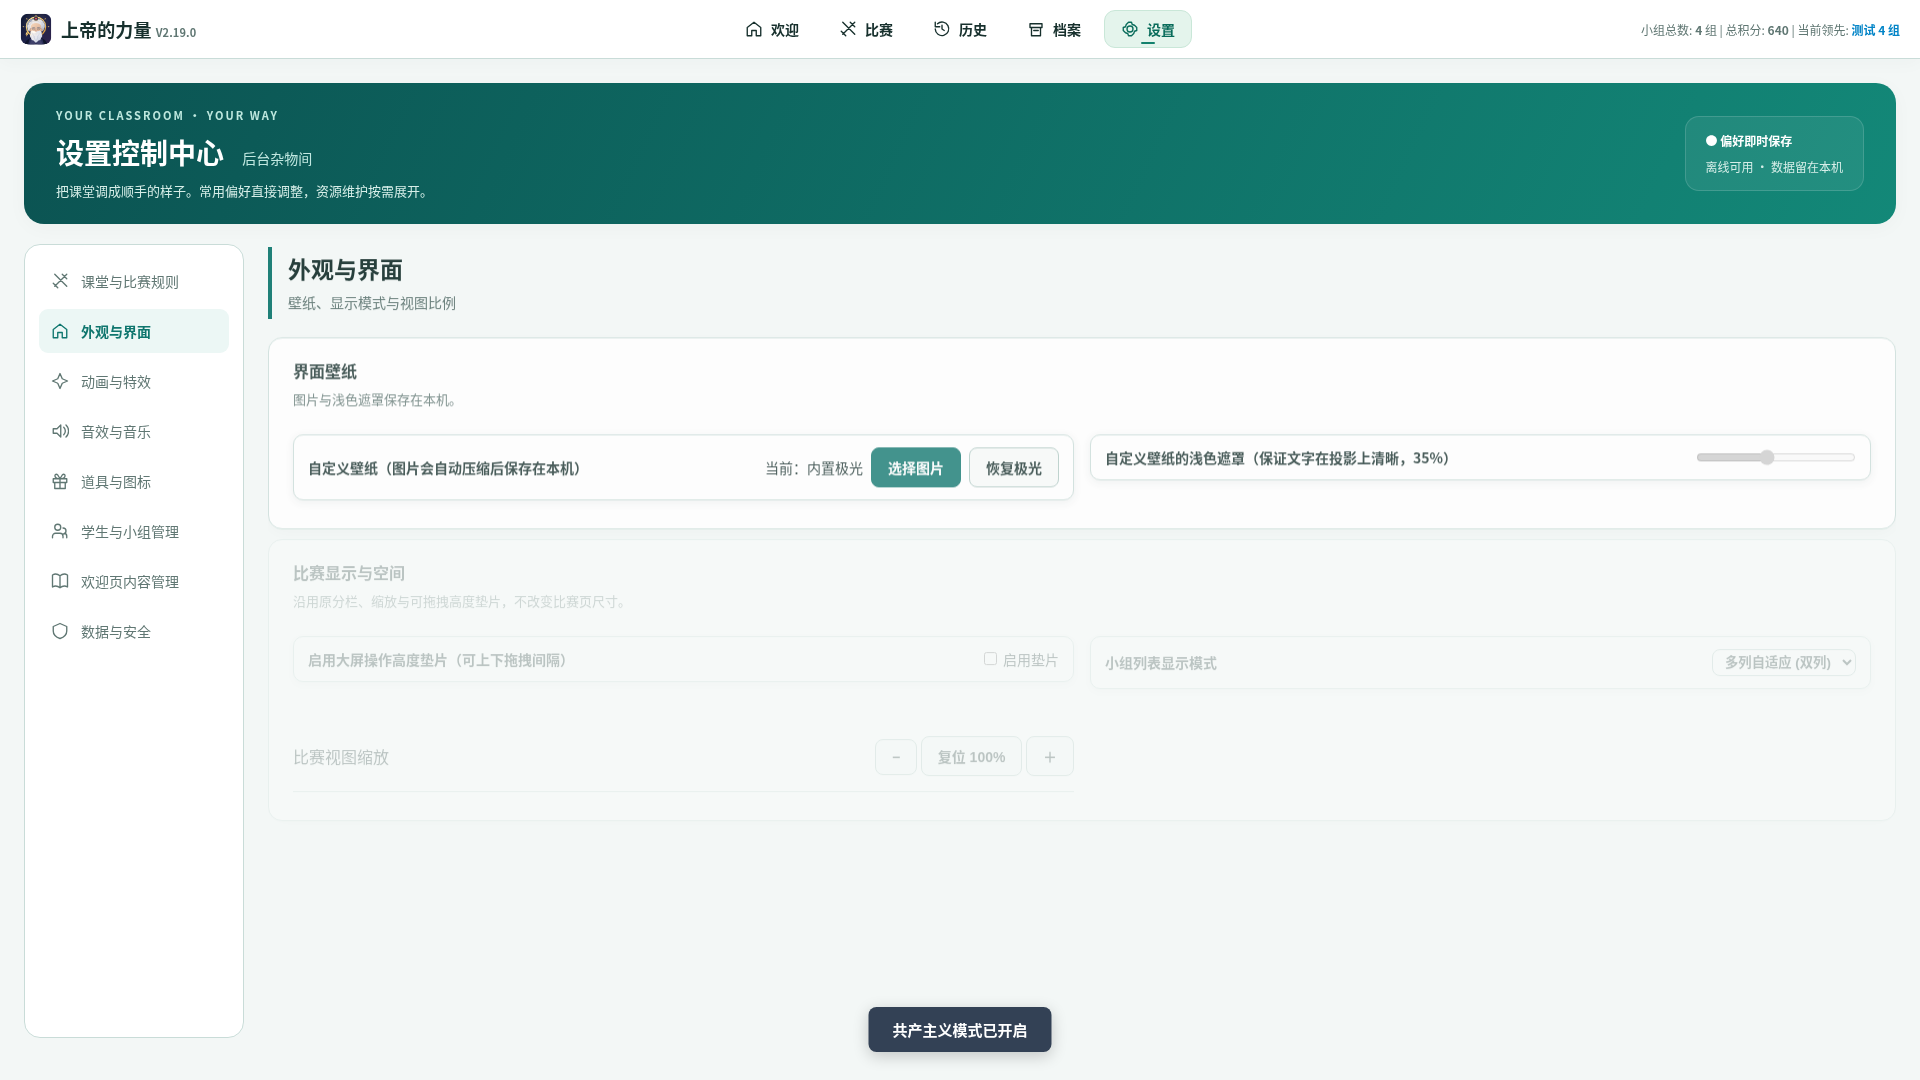 上帝的力量 V2.19.0
欢迎
比赛
历史
档案
设置
小组总数: 4 组 | 总积分: 640 | 当前领先: 测试 4 组
YOUR CLASSROOM · YOUR WAY
设置控制中心 后台杂物间
把课堂调成顺手的样子。常用偏好直接调整，资源维护按需展开。
偏好即时保存
离线可用 · 数据留在本机
课堂与比赛规则
外观与界面
动画与特效
音效与音乐
道具与图标
学生与小组管理
欢迎页内容管理
数据与安全
外观与界面
壁纸、显示模式与视图比例
界面壁纸
图片与浅色遮罩保存在本机。
自定义壁纸（图片会自动压缩后保存在本机）
当前：内置极光
选择图片
恢复极光
自定义壁纸的浅色遮罩（保证文字在投影上清晰，35%）
比赛显示与空间
沿用原分栏、缩放与可拖拽高度垫片，不改变比赛页尺寸。
启用大屏操作高度垫片（可上下拖拽间隔）
启用垫片
小组列表显示模式
多列自适应 (双列)
比赛视图缩放
−
复位 100%
+
共产主义模式已开启